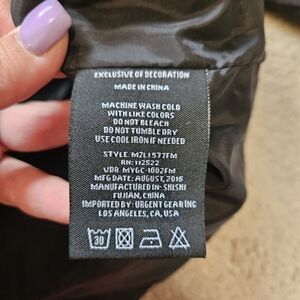 EXCLUSIVE OF DECORATION
MADE IN CHINA
MACHINE WASH COLD
WITH LIKE COLORS
DO NOT BLEACH
DO NOT TUMBLE DRY
USE COOL IRON IF NEEDED
STYLE: MZL1577FM
RN: 112522
VDR: MYGC-1002FM
MFG DATE: AUGUST, 2016
MANUFACTURED IN: SHISHI
FUJIAN, CHINA
IMPORTED BY: URGENT GEAR INC
LOS ANGELES, CA, USA
30